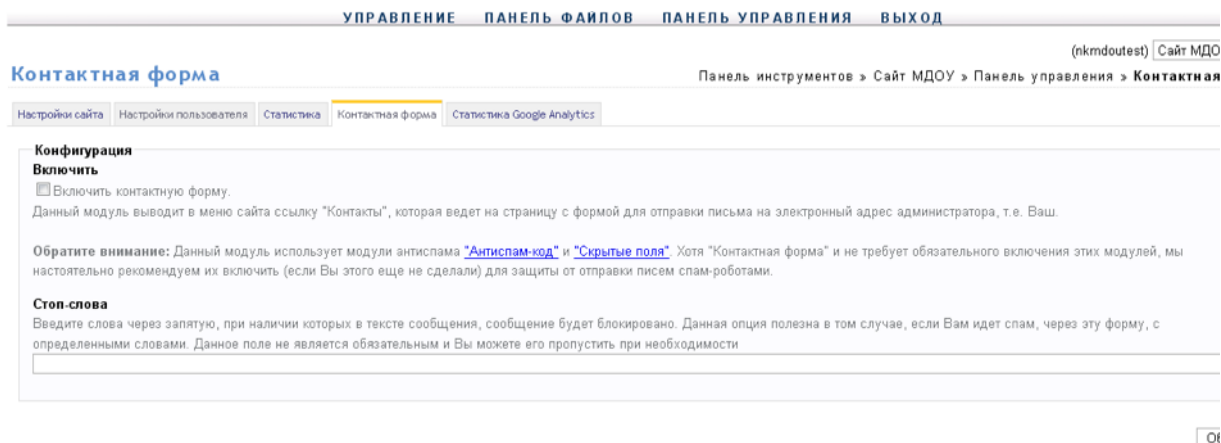 УПРАВЛЕНИЕ ПАНЕЛЬ ФАЙЛОВ ПАНЕЛЬ УПРАВЛЕНИЯ ВЫХОД
(nkmdoutest) Сайт МДО
Контактная форма
Панель инструментов » Сайт МДОУ » Панель управления » Контактная
Настройки сайта Настройки пользователя Статистика Контактная форма Статистика Google Analytics
Конфигурация
Включить
Включить контактную форму.
Данный модуль выводит в меню сайта ссылку "Контакты", которая ведет на страницу с формой для отправки письма на электронный адрес администратора, т.е. Ваш.
Обратите внимание: Данный модуль использует модули антиспама "Антиспам-код" и "Скрытые поля". Хотя "Контактная форма" и не требует обязательного включения этих модулей, мы
настоятельно рекомендуем их включить (если Вы этого еще не сделали) для защиты от отправки писем спам-роботами.
Стоп-слова
Введите слова через запятую, при наличии которых в тексте сообщения, сообщение будет блокировано. Данная опция полезна в том случае, если Вам идет спам, через эту форму, с
определенными словами. Данное поле не является обязательным и Вы можете его пропустить при необходимости